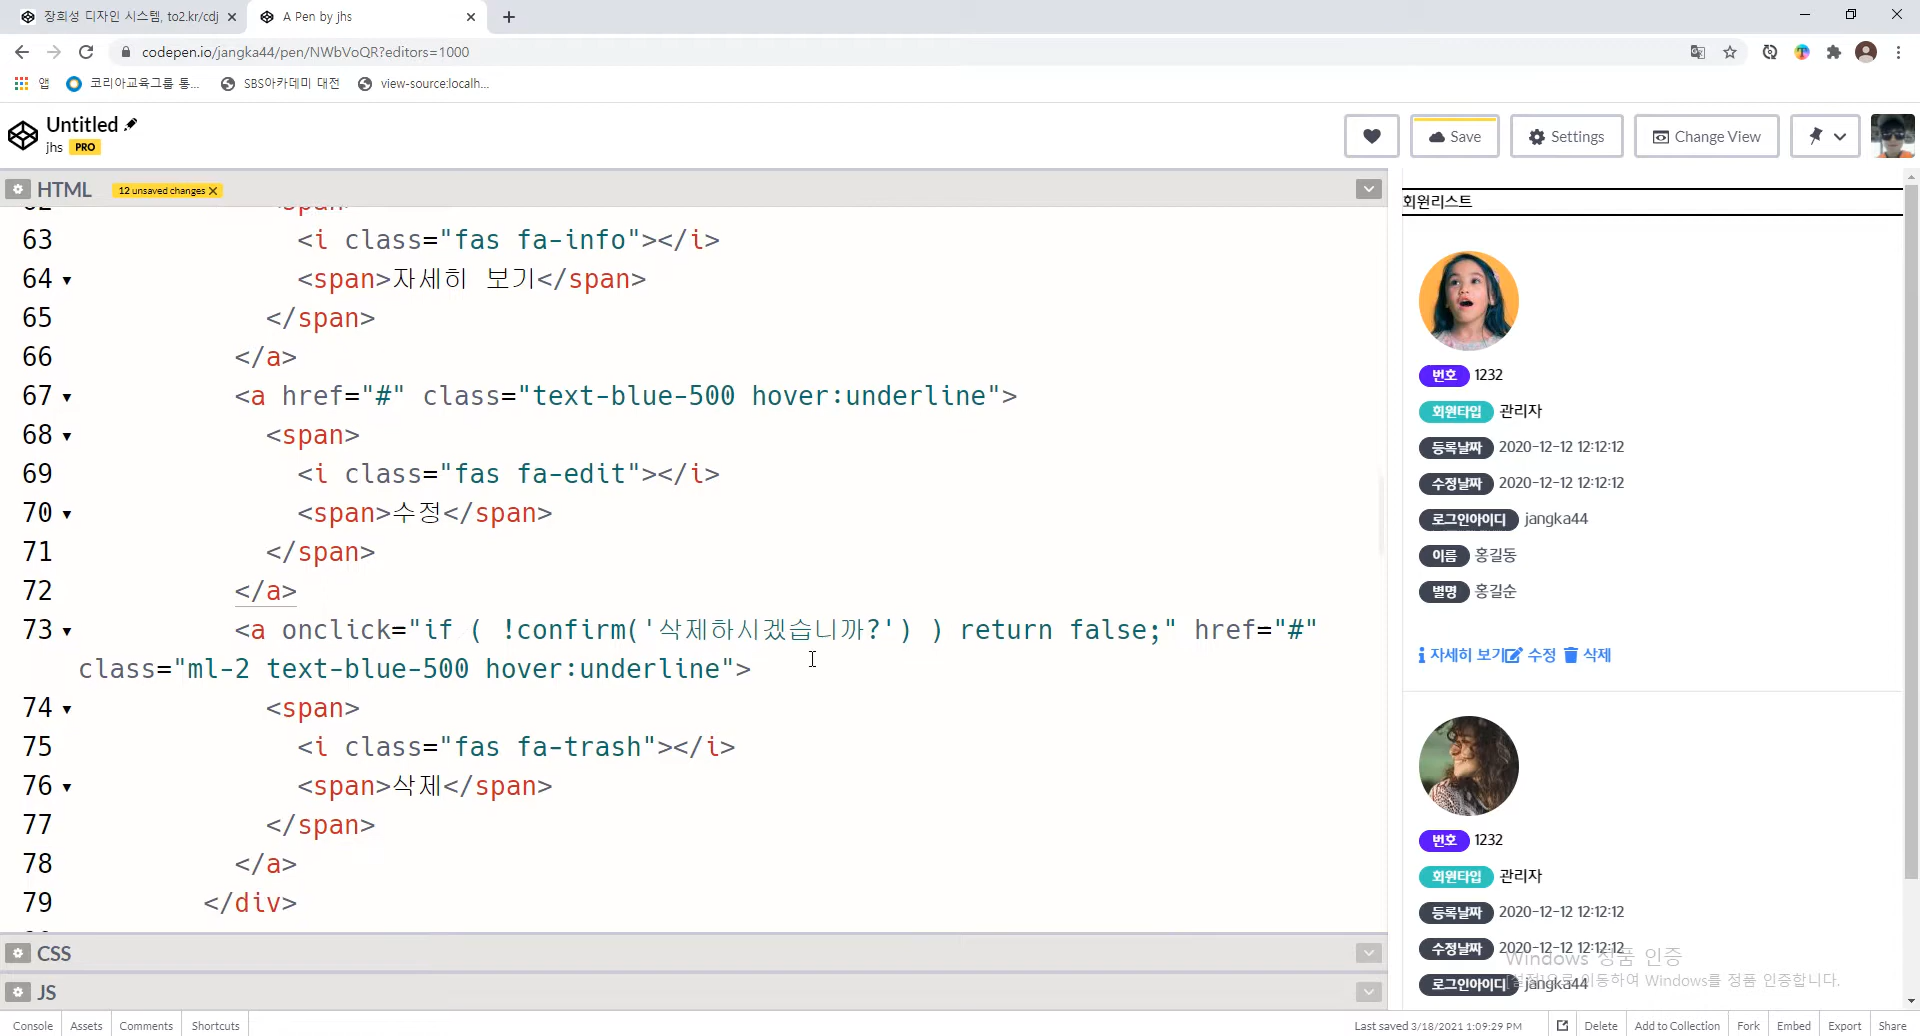 장희성 디자인 시스템, to2.kr/cdj
A Pen by jhs
codepen.io/jangka44/pen/NWbVoQR?editors=1000
앱
코리아교육그룹 통...
SBS아카데미 대전
view-source:localh...
Untitled
jhs PRO
Save
Settings
Change View
HTML
12 unsaved changes X
63 <i class="fas fa-info"></i>
64 <span>자세히 보기</span>
65 </span>
66 </a>
67 <a href="#" class="text-blue-500 hover:underline">
68 <span>
69 <i class="fas fa-edit"></i>
70 <span>수정</span>
71 </span>
72 </a>
73 <a onclick="if ( !confirm('삭제하시겠습니까?') ) return false;" href="#"
class="ml-2 text-blue-500 hover:underline">
74 <span>
75 <i class="fas fa-trash"></i>
76 <span>삭제</span>
77 </span>
78 </a>
79 </div>
CSS
JS
회원리스트
번호 1232
회원타입 관리자
등록날짜 2020-12-12 12:12:12
수정날짜 2020-12-12 12:12:12
로그인아이디 jangka44
이름 홍길동
별명 홍길순
자세히 보기 수정 삭제
번호 1232
회원타입 관리자
등록날짜 2020-12-12 12:12:12
수정날짜 2020-12-12 12:12:12
로그인아이디 jangka44
Windows 정품 인증
[설정]으로 이동하여 Windows를 정품 인증합니다.
Console
Assets
Comments
Shortcuts
Last saved 3/18/2021 1:09:29 PM
Delete
Add to Collection
Fork
Embed
Export
Share